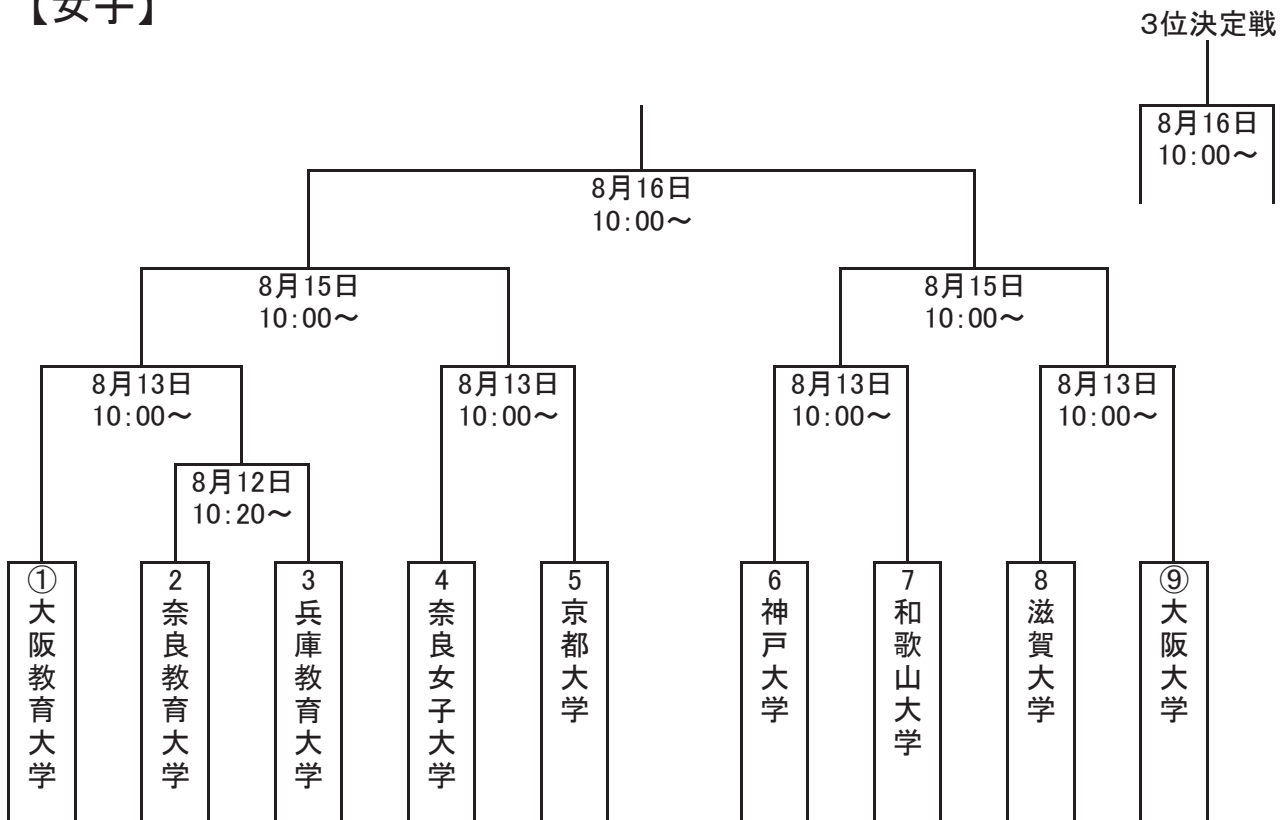 【女子】
3位決定戦
8月16日
10:00～
8月16日
10:00～
8月15日
10:00～
8月15日
10:00～
8月13日
10:00～
8月13日
10:00～
8月13日
10:00～
8月13日
10:00～
8月12日
10:20～
①大阪教育大学
2奈良教育大学
3兵庫教育大学
4奈良女子大学
5京都大学
6神戸大学
7和歌山大学
8滋賀大学
⑨大阪大学